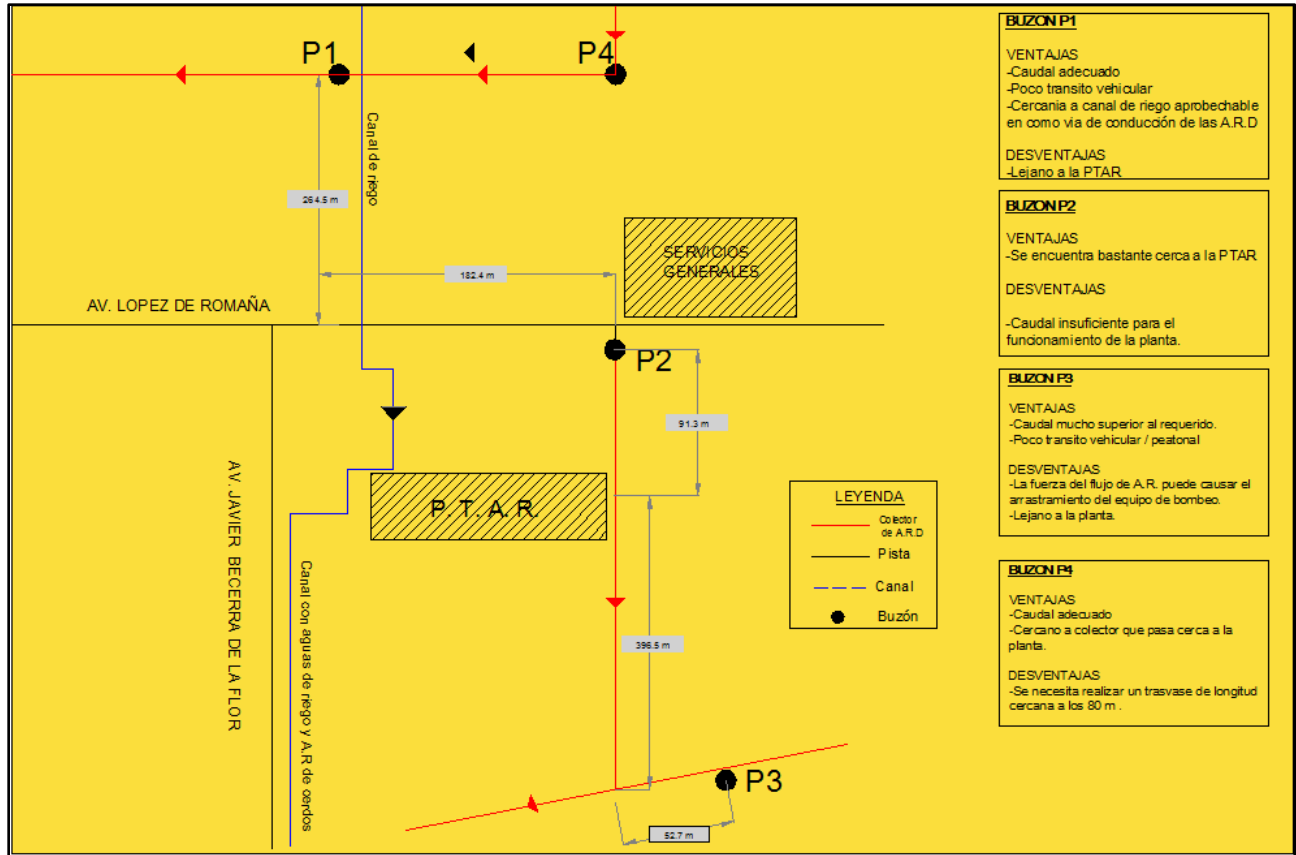 P1
P4
Canal de riego
264.5 m
182.4 m
SERVICIOS
GENERALES
AV. LOPEZ DE ROMAÑA
P2
91.3 m
AV. JAVIER BECERRA DE LA FLOR
P. T. A. R.
Canal con aguas de riego y A.R de cerdos
396.5 m
P3
52.7 m
LEYENDA
Colector
de A.R.D
Pista
Canal
Buzón
BUZON P1
VENTAJAS
-Caudal adecuado
-Poco transito vehicular
-Cercania a canal de riego aprobechable
en como via de conducción de las A.R.D
DESVENTAJAS
-Lejano a la PTAR
BUZON P2
VENTAJAS
-Se encuentra bastante cerca a la PTAR
DESVENTAJAS
-Caudal insuficiente para el
funcionamiento de la planta.
BUZON P3
VENTAJAS
-Caudal mucho superior al requerido.
-Poco transito vehicular / peatonal
DESVENTAJAS
-La fuerza del flujo de A.R. puede causar el
arrastramiento del equipo de bombeo.
-Lejano a la planta.
BUZON P4
VENTAJAS
-Caudal adecuado
-Cercano a colector que pasa cerca a la
planta.
DESVENTAJAS
-Se necesita realizar un trasvase de longitud
cercana a los 80 m .